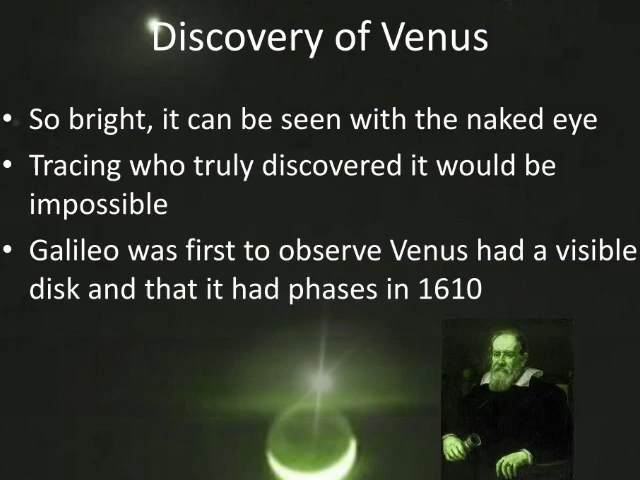 Discovery of Venus
• So bright, it can be seen with the naked eye
• Tracing who truly discovered it would be
impossible
• Galileo was first to observe Venus had a visible
disk and that it had phases in 1610